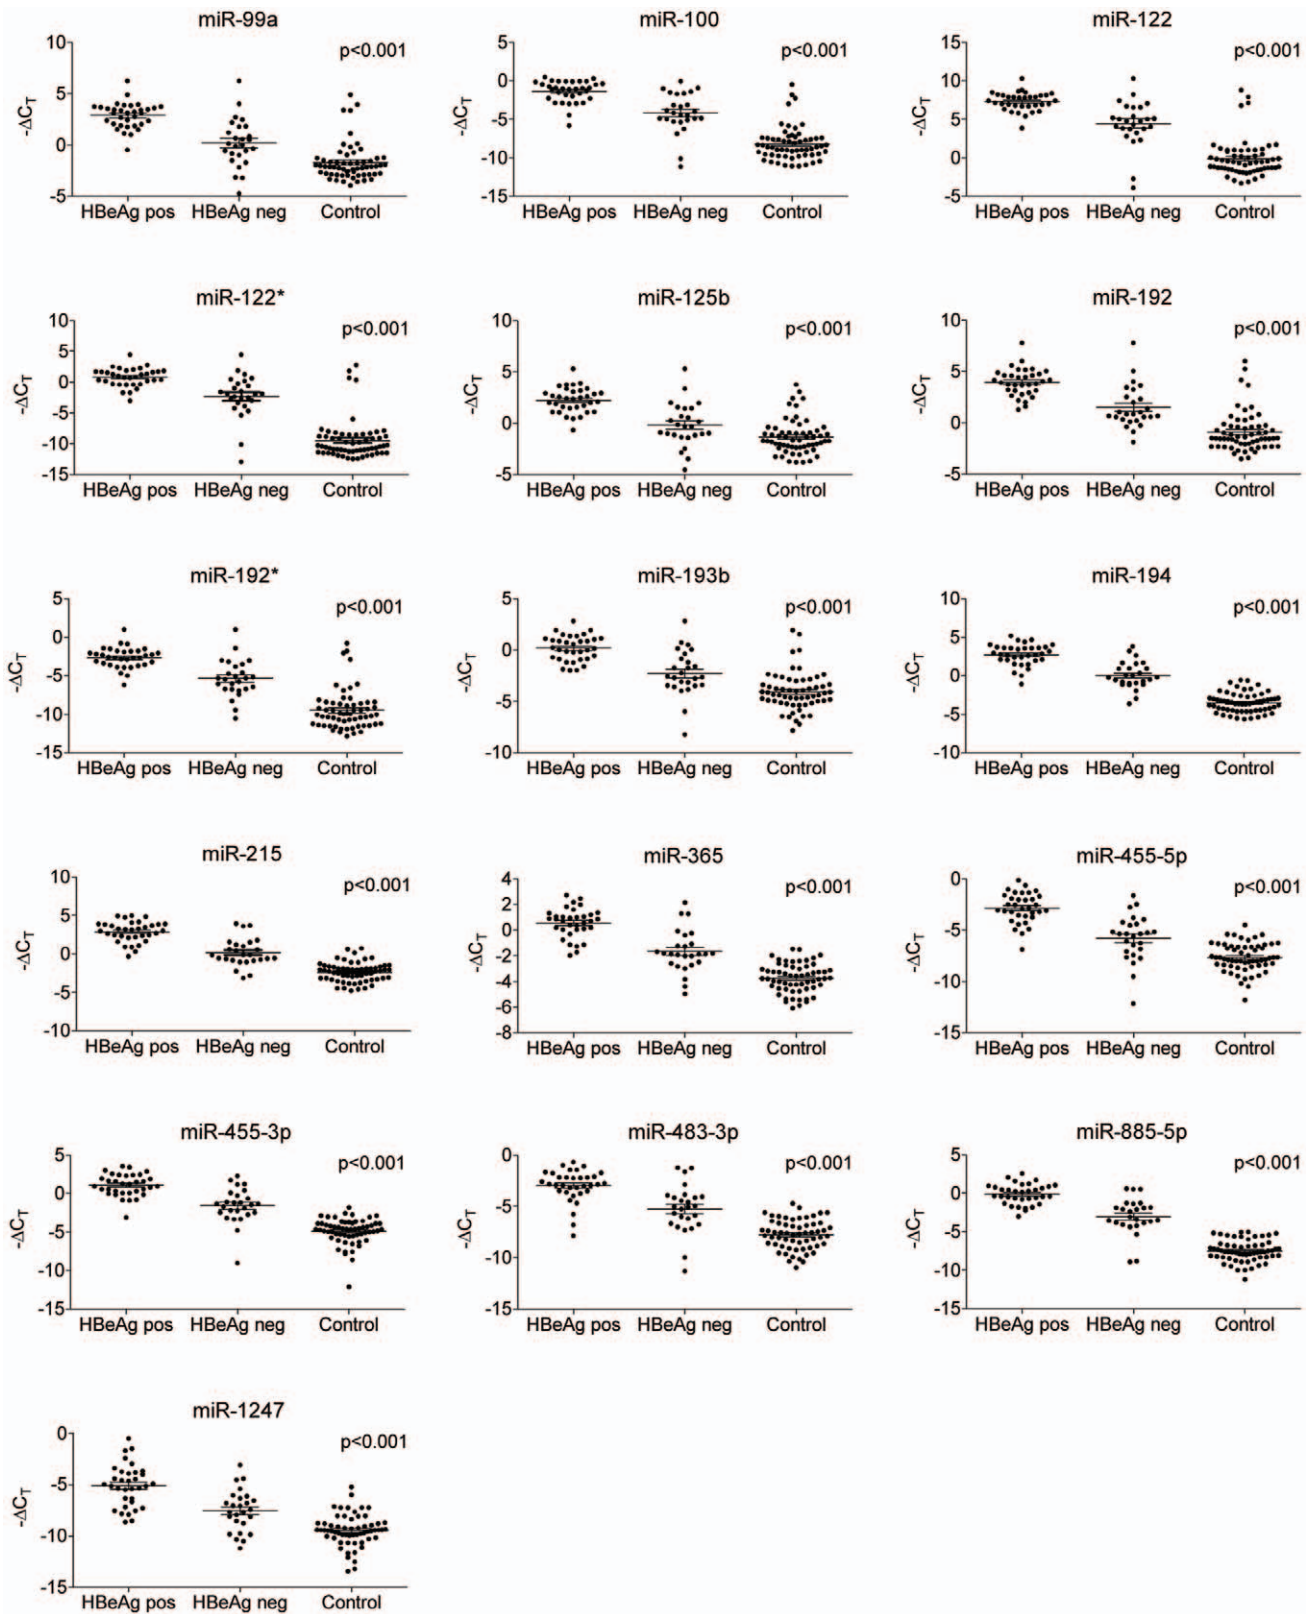 miR-99a
10
5
0
-5
-ΔCT
p<0.001
HBeAg pos HBeAg neg Control
miR-100
5
0
-5
-10
-15
-ΔCT
p<0.001
HBeAg pos HBeAg neg Control
miR-122
15
10
5
0
-5
-ΔCT
p<0.001
HBeAg pos HBeAg neg Control
miR-122*
10
5
0
-5
-10
-15
-ΔCT
p<0.001
HBeAg pos HBeAg neg Control
miR-125b
10
5
0
-5
-ΔCT
p<0.001
HBeAg pos HBeAg neg Control
miR-192
10
5
0
-5
-ΔCT
p<0.001
HBeAg pos HBeAg neg Control
miR-192*
5
0
-5
-10
-15
-ΔCT
p<0.001
HBeAg pos HBeAg neg Control
miR-193b
5
0
-5
-10
-ΔCT
p<0.001
HBeAg pos HBeAg neg Control
miR-194
10
5
0
-5
-10
-ΔCT
p<0.001
HBeAg pos HBeAg neg Control
miR-215
10
5
0
-5
-10
-ΔCT
p<0.001
HBeAg pos HBeAg neg Control
miR-365
4
2
0
-2
-4
-6
-8
-ΔCT
p<0.001
HBeAg pos HBeAg neg Control
miR-455-5p
0
-5
-10
-15
-ΔCT
p<0.001
HBeAg pos HBeAg neg Control
miR-455-3p
5
0
-5
-10
-15
-ΔCT
p<0.001
HBeAg pos HBeAg neg Control
miR-483-3p
0
-5
-10
-15
-ΔCT
p<0.001
HBeAg pos HBeAg neg Control
miR-885-5p
5
0
-5
-10
-15
-ΔCT
p<0.001
HBeAg pos HBeAg neg Control
miR-1247
0
-5
-10
-15
-ΔCT
p<0.001
HBeAg pos HBeAg neg Control